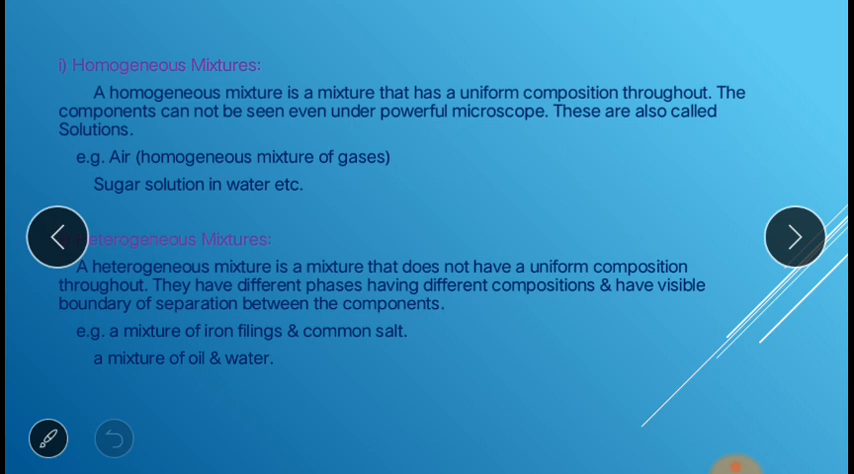 i) Homogeneous Mixtures:
A homogeneous mixture is a mixture that has a uniform composition throughout. The
components can not be seen even under powerful microscope. These are also called
Solutions.
e.g. Air (homogeneous mixture of gases)
Sugar solution in water etc.
eterogeneous Mixtures:
A heterogeneous mixture is a mixture that does not have a uniform composition
throughout. They have different phases having different compositions & have visible
boundary of separation between the components.
e.g. a mixture of iron filings & common salt.
a mixture of oil & water.